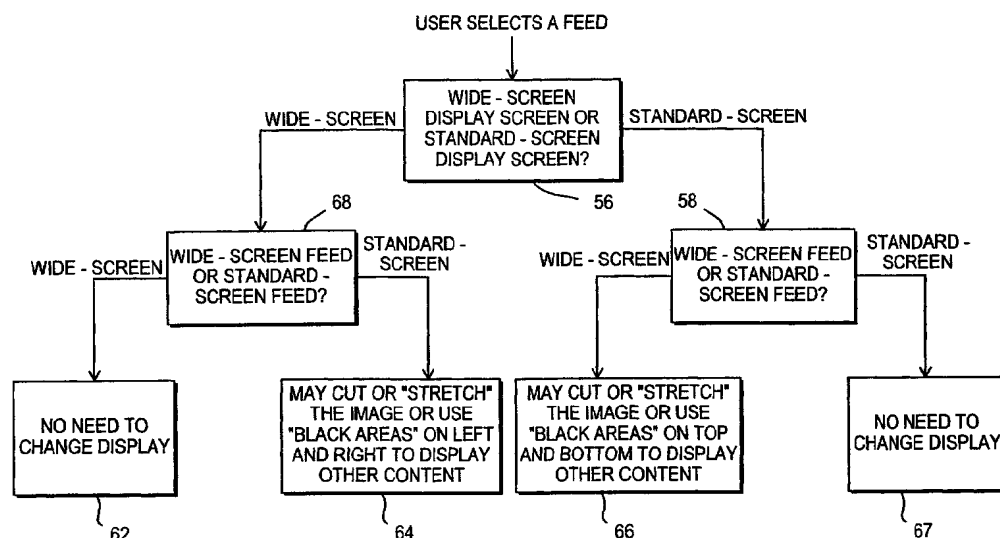 USER SELECTS A FEED
WIDE - SCREEN
DISPLAY SCREEN OR
STANDARD - SCREEN
DISPLAY SCREEN?
WIDE - SCREEN
STANDARD - SCREEN
56
68
58
WIDE - SCREEN FEED
OR STANDARD -
SCREEN FEED?
WIDE - SCREEN
STANDARD -
SCREEN
WIDE - SCREEN FEED
OR STANDARD -
SCREEN FEED?
WIDE - SCREEN
STANDARD -
SCREEN
NO NEED TO
CHANGE DISPLAY
MAY CUT OR "STRETCH"
THE IMAGE OR USE
"BLACK AREAS" ON LEFT
AND RIGHT TO DISPLAY
OTHER CONTENT
MAY CUT OR "STRETCH"
THE IMAGE OR USE
"BLACK AREAS" ON TOP
AND BOTTOM TO DISPLAY
OTHER CONTENT
NO NEED TO
CHANGE DISPLAY
62
64
66
67